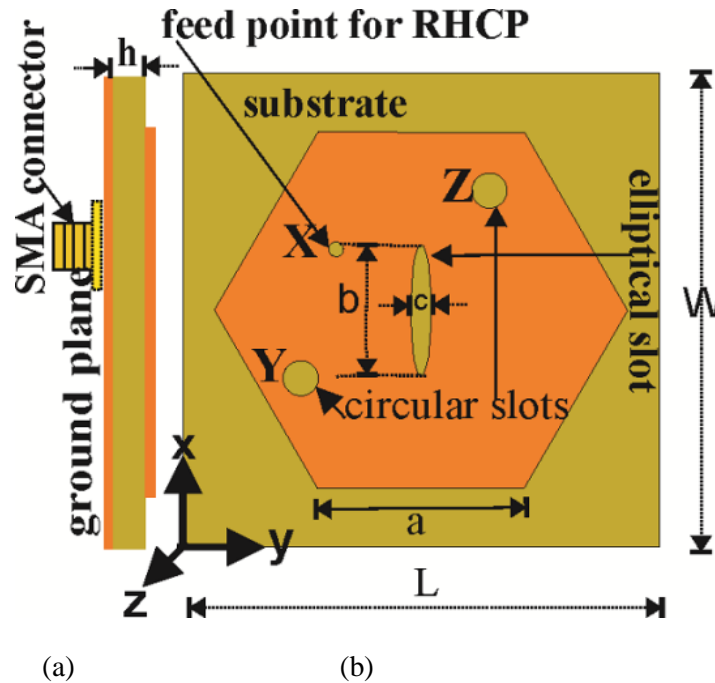 feed point for RHCP
h
substrate
SMA connector
Z
elliptical slot
X
b
c
W
ground plane
Y
circular slots
x
a
y
z
L
(a)
(b)